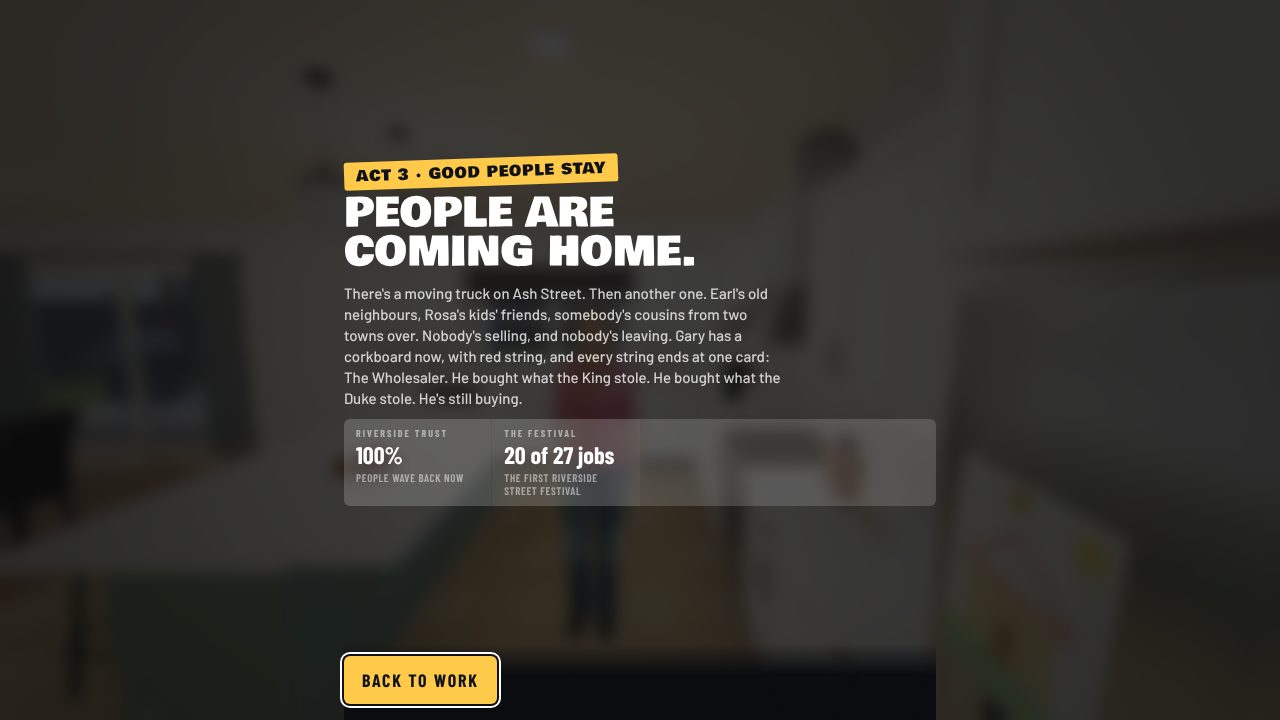 ACT 3 · GOOD PEOPLE STAY
PEOPLE ARE
COMING HOME.
There's a moving truck on Ash Street. Then another one. Earl's old
neighbours, Rosa's kids' friends, somebody's cousins from two
towns over. Nobody's selling, and nobody's leaving. Gary has a
corkboard now, with red string, and every string ends at one card:
The Wholesaler. He bought what the King stole. He bought what the
Duke stole. He's still buying.
RIVERSIDE TRUST
100%
PEOPLE WAVE BACK NOW
THE FESTIVAL
20 of 27 jobs
THE FIRST RIVERSIDE
STREET FESTIVAL
BACK TO WORK